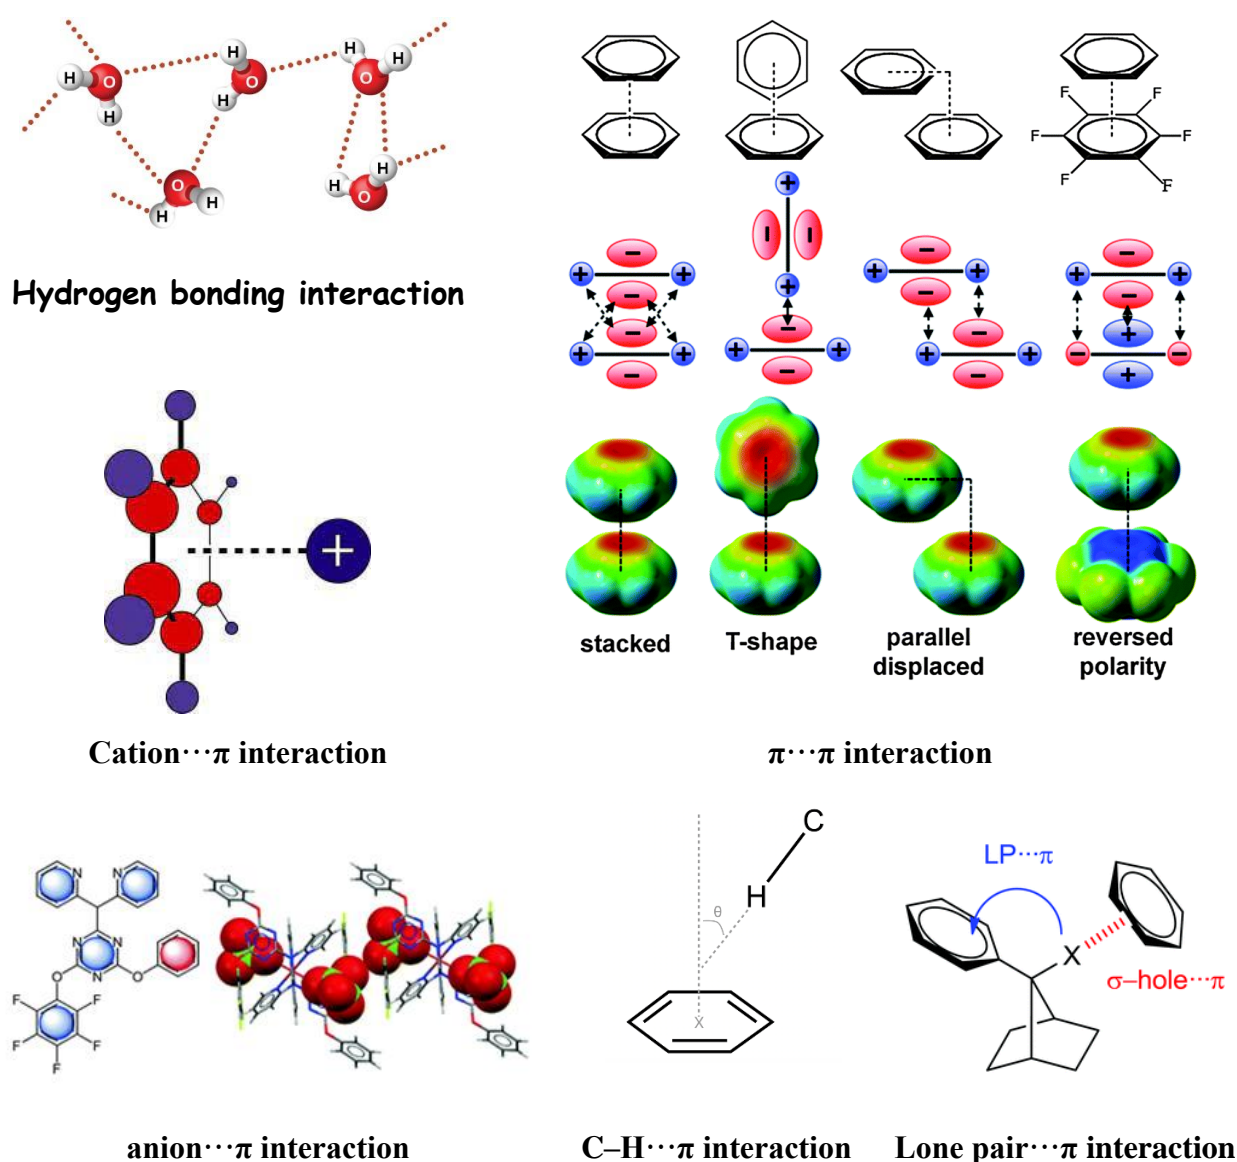 H
H
O
H
H
O
H
H
H
O
O
H
H
H
H
O
Hydrogen bonding interaction
F
F
F
F
F
F
+
−
−
+
+
−
+
−
+
−
+
−
+
+
−
+
−
+
−
+
+
−
+
−
+
−
+
−
+
+
−
+
−
+
−
−
+
stacked
T-shape
parallel
displaced
reversed
polarity
+
Cation···π interaction
π···π interaction
N
N
N
N
N
O
O
F
F
F
F
F
anion···π interaction
C
H
θ
X
C–H···π interaction
LP···π
X
σ–hole···π
Lone pair···π interaction